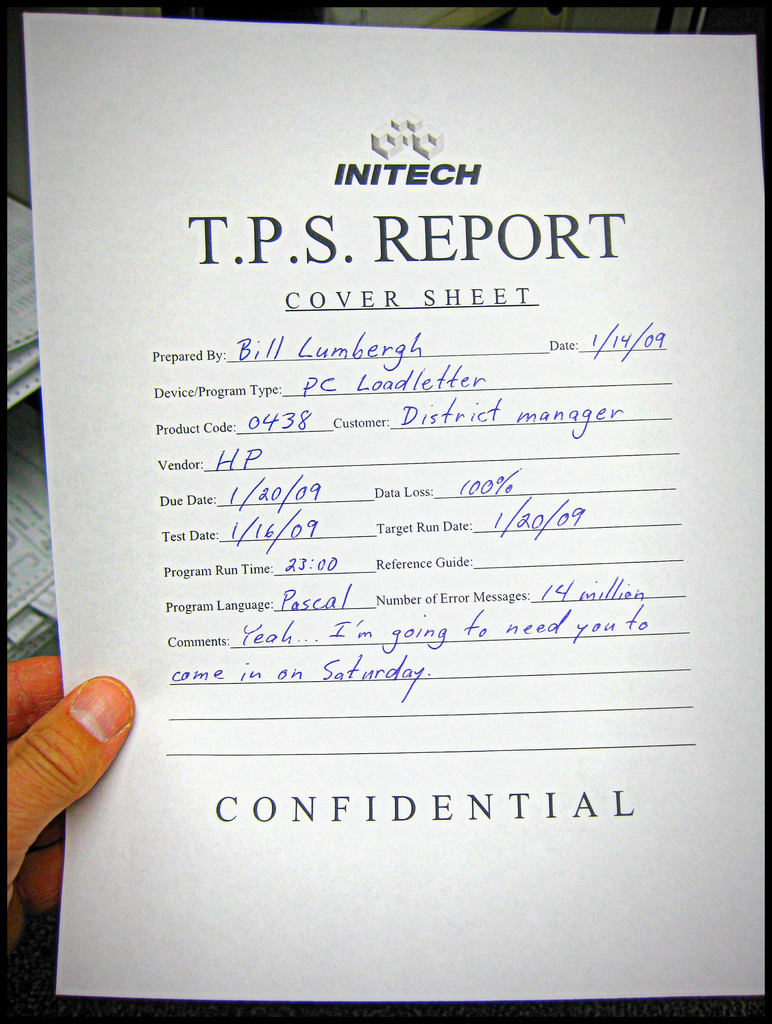 INITECH
T.P.S. REPORT
COVER SHEET
Prepared By: Bill Lumbergh Date: 1/14/09
Device/Program Type: PC Loadletter
Product Code: 0438 Customer: District manager
Vendor: HP
Due Date: 1/20/09 Data Loss: 100%
Test Date: 1/16/09 Target Run Date: 1/20/09
Program Run Time: 23:00 Reference Guide:
Program Language: Pascal Number of Error Messages: 14 million
Comments: Yeah... I'm going to need you to
come in on Saturday.
CONFIDENTIAL